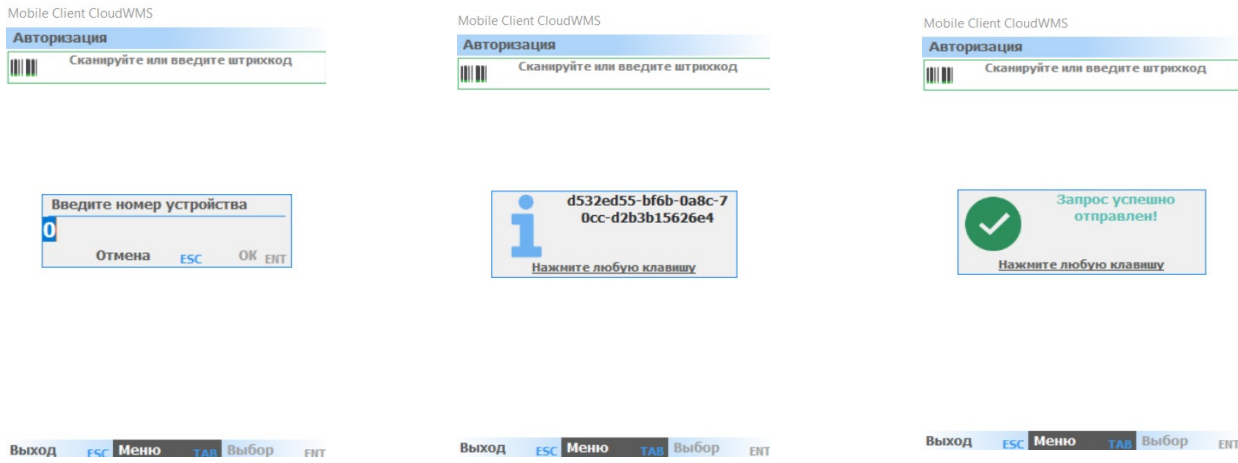 Mobile Client CloudWMS
Авторизация
Сканируйте или введите штрихкод
Введите номер устройства
0
Отмена ESC OK ENT
Выход ESC Меню TAB Выбор ENT
Mobile Client CloudWMS
Авторизация
Сканируйте или введите штрихкод
d532ed55-bf6b-0a8c-7
0cc-d2b3b15626e4
Нажмите любую клавишу
Выход ESC Меню TAB Выбор ENT
Mobile Client CloudWMS
Авторизация
Сканируйте или введите штрихкод
Запрос успешно
отправлен!
Нажмите любую клавишу
Выход ESC Меню TAB Выбор ENT